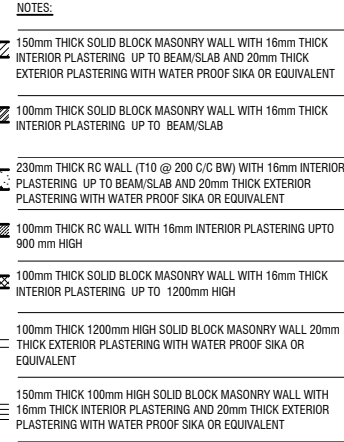 NOTES:
150mm THICK SOLID BLOCK MASONRY WALL WITH 16mm THICK
INTERIOR PLASTERING UP TO BEAM/SLAB AND 20mm THICK
EXTERIOR PLASTERING WITH WATER PROOF SIKA OR EQUIVALENT
100mm THICK SOLID BLOCK MASONRY WALL WITH 16mm THICK
INTERIOR PLASTERING UP TO BEAM/SLAB
230mm THICK RC WALL (T10 @ 200 C/C BW) WITH 16mm INTERIOR
PLASTERING UP TO BEAM/SLAB AND 20mm THICK EXTERIOR
PLASTERING WITH WATER PROOF SIKA OR EQUIVALENT
100mm THICK RC WALL WITH 16mm INTERIOR PLASTERING UPTO
900 mm HIGH
100mm THICK SOLID BLOCK MASONRY WALL WITH 16mm THICK
INTERIOR PLASTERING UP TO 1200mm HIGH
100mm THICK 1200mm HIGH SOLID BLOCK MASONRY WALL 20mm
THICK EXTERIOR PLASTERING WITH WATER PROOF SIKA OR
EQUIVALENT
150mm THICK 100mm HIGH SOLID BLOCK MASONRY WALL WITH
16mm THICK INTERIOR PLASTERING AND 20mm THICK EXTERIOR
PLASTERING WITH WATER PROOF SIKA OR EQUIVALENT